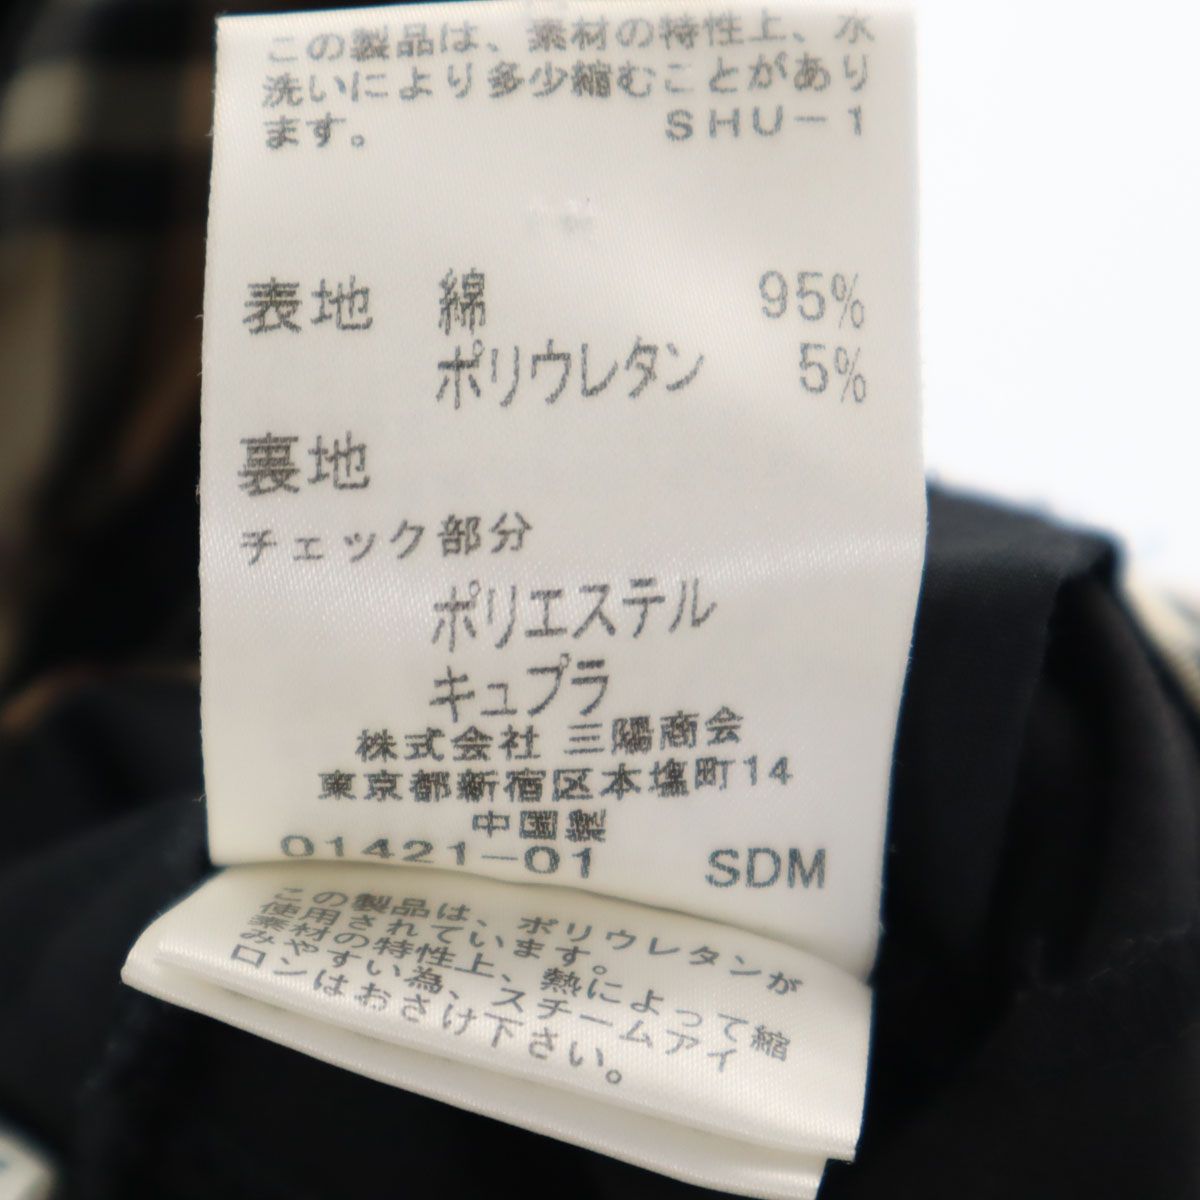 この製品は、素材の特性上、水
洗いにより多少縮むことがあり
ます。 SHU-1
表地 綿 95%
ポリウレタン 5%
裏地
チェック部分
ポリエステル
キュプラ
株式会社 三陽商会
東京都新宿区本塩町14
中国製
01421-01 SDM
この製品は、ポリウレタンが
使用されています。
素材の特性上、熱によって縮
みやすい為、スチームアイ
ロンはおさけ下さい。